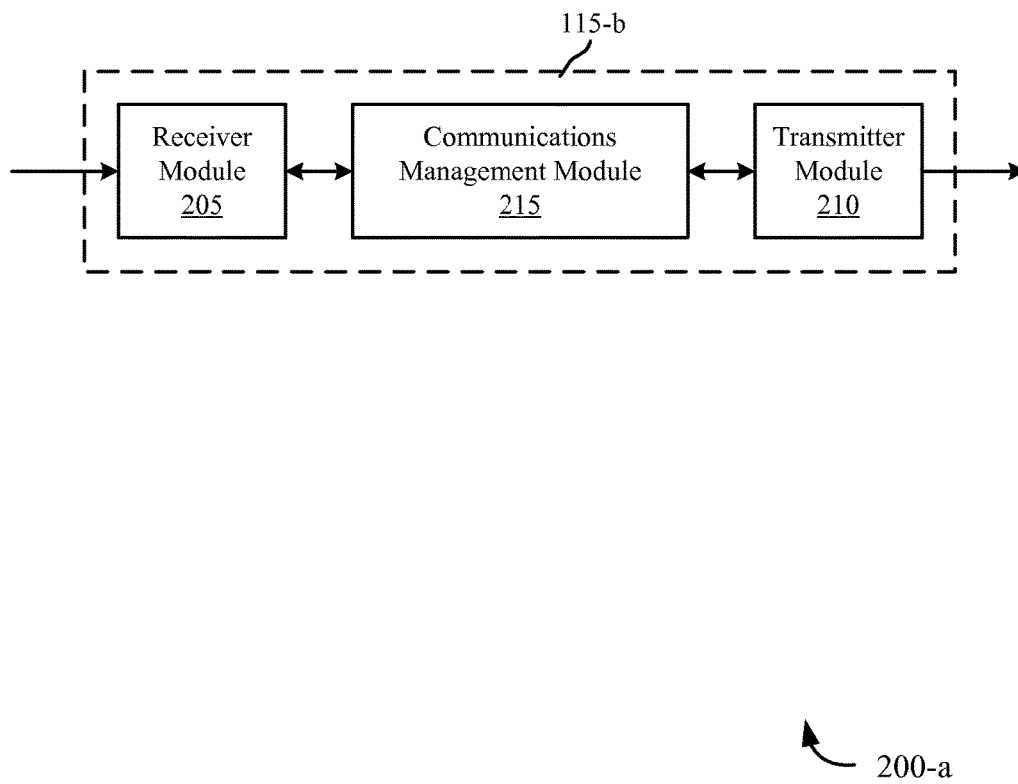 115-b
Receiver
Module
205
Communications
Management Module
215
Transmitter
Module
210
200-a